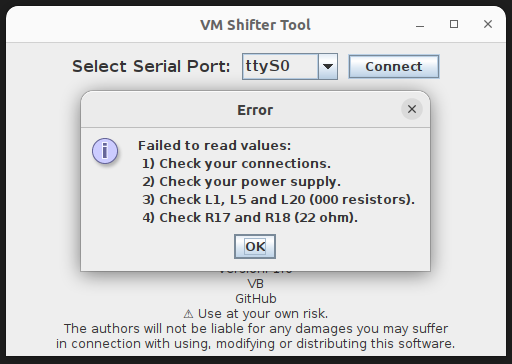 VM Shifter Tool
Select Serial Port: ttyS0 Connect
Error
Failed to read values:
1) Check your connections.
2) Check your power supply.
3) Check L1, L5 and L20 (000 resistors).
4) Check R17 and R18 (22 ohm).
OK
VB
GitHub
⚠ Use at your own risk.
The authors will not be liable for any damages you may suffer
in connection with using, modifying or distributing this software.